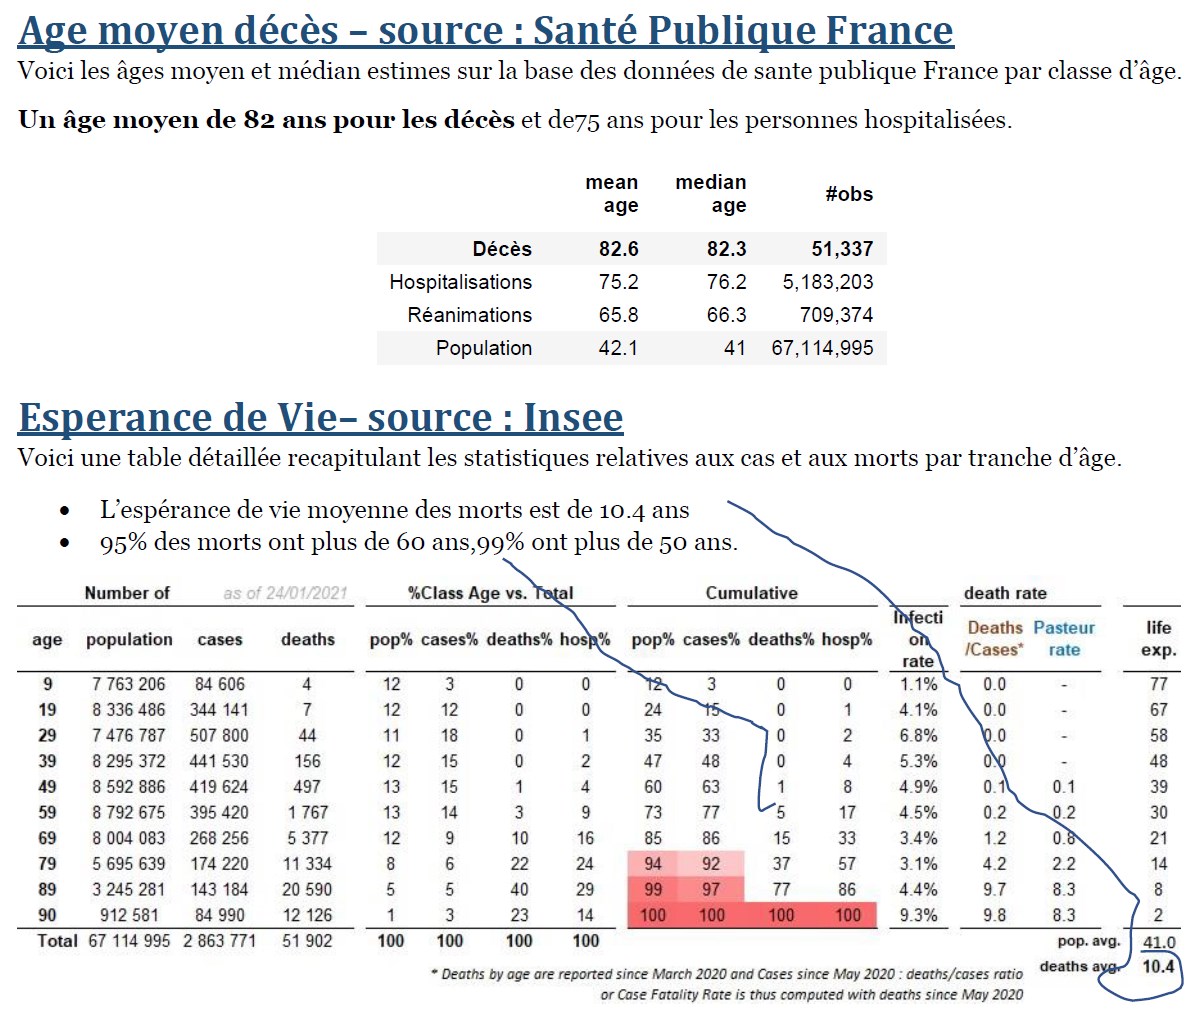 Age moyen décès – source : Santé Publique France
Voici les âges moyen et médian estimes sur la base des données de sante publique France par classe d’âge.
Un âge moyen de 82 ans pour les décès et de75 ans pour les personnes hospitalisées.
mean age median age #obs
Décès 82.6 82.3 51,337
Hospitalisations 75.2 76.2 5,183,203
Réanimations 65.8 66.3 709,374
Population 42.1 41 67,114,995
Esperance de Vie– source : Insee
Voici une table détaillée recapitulant les statistiques relatives aux cas et aux morts par tranche d’âge.
• L’espérance de vie moyenne des morts est de 10.4 ans
• 95% des morts ont plus de 60 ans,99% ont plus de 50 ans.
Number of as of 24/01/2021 %Class Age vs. Total Cumulative death rate
age population cases deaths pop% cases% deaths% hosp% pop% cases% deaths% hosp% Infection rate Deaths /Cases* Pasteur rate life exp.
9 7 763 206 84 606 4 12 3 0 0 12 3 0 0 1.1% 0.0 - 77
19 8 336 486 344 141 7 12 12 0 0 24 15 0 1 4.1% 0.0 - 67
29 7 476 787 507 800 44 11 18 0 1 35 33 0 2 6.8% 0.0 - 58
39 8 295 372 441 530 156 12 15 0 2 47 48 0 4 5.3% 0.0 - 48
49 8 592 886 419 624 497 13 15 1 4 60 63 1 8 4.9% 0.1 0.1 39
59 8 792 675 395 420 1 767 13 14 3 9 73 77 5 17 4.5% 0.2 0.2 30
69 8 004 083 268 256 5 377 12 9 10 16 85 86 15 33 3.4% 1.2 0.8 21
79 5 695 639 174 220 11 334 8 6 22 24 94 92 37 57 3.1% 4.2 2.2 14
89 3 245 281 143 184 20 590 5 5 40 29 99 97 77 86 4.4% 9.7 8.3 8
90 912 581 84 990 12 126 1 3 23 14 100 100 100 100 9.3% 9.8 8.3 2
Total 67 114 995 2 863 771 51 902 100 100 100 100 pop. avg. 41.0
deaths avg. 10.4
* Deaths by age are reported since March 2020 and Cases since May 2020 : deaths/cases ratio
or Case Fatality Rate is thus computed with deaths since May 2020